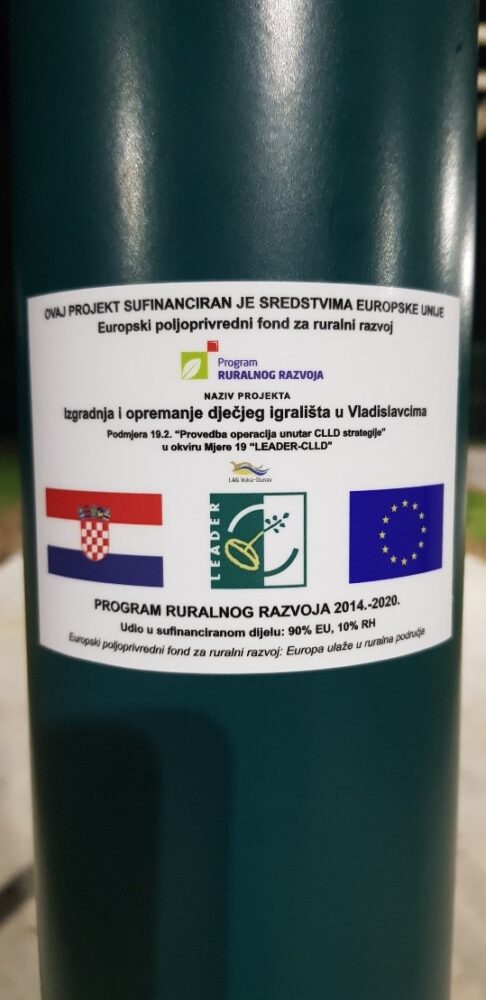 OVAJ PROJEKT SUFINANCIRAN JE SREDSTVIMA EUROPSKE UNIJE
Europski poljoprivredni fond za ruralni razvoj
Program
RURALNOG RAZVOJA
NAZIV PROJEKTA
Izgradnja i opremanje dječjeg igrališta u Vladislavcima
Podmjera 19.2. “Provedba operacija unutar CLLD strategije”
u okviru Mjere 19 “LEADER-CLLD”
LAG Vuka-Dunav
LEADER
PROGRAM RURALNOG RAZVOJA 2014.-2020.
Udio u sufinanciranom dijelu: 90% EU, 10% RH
Europski poljoprivredni fond za ruralni razvoj: Europa ulaže u ruralna područja